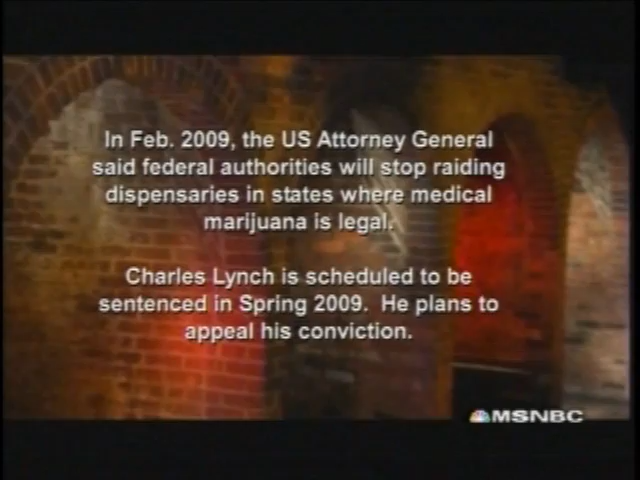 In Feb. 2009, the US Attorney General
said federal authorities will stop raiding
dispensaries in states where medical
marijuana is legal.
Charles Lynch is scheduled to be
sentenced in Spring 2009. He plans to
appeal his conviction.
MSNBC